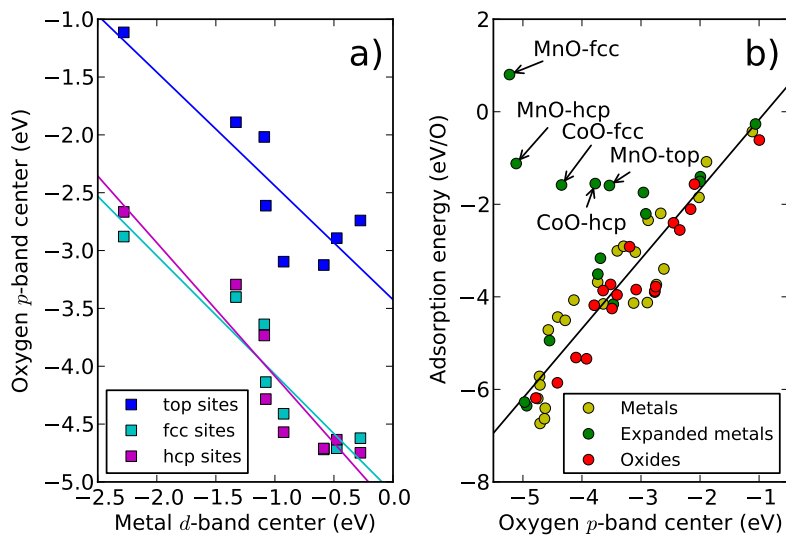 a)
−1.0
−1.5
−2.0
−2.5
−3.0
−3.5
−4.0
−4.5
−5.0
Oxygen p-band center (eV)
top sites
fcc sites
hcp sites
−2.5 −2.0 −1.5 −1.0 −0.5 0.0
Metal d-band center (eV)
b)
2
0
−2
−4
−6
−8
Adsorption energy (eV/O)
MnO-fcc
MnO-hcp
CoO-fcc
MnO-top
CoO-hcp
Metals
Expanded metals
Oxides
−5 −4 −3 −2 −1
Oxygen p-band center (eV)